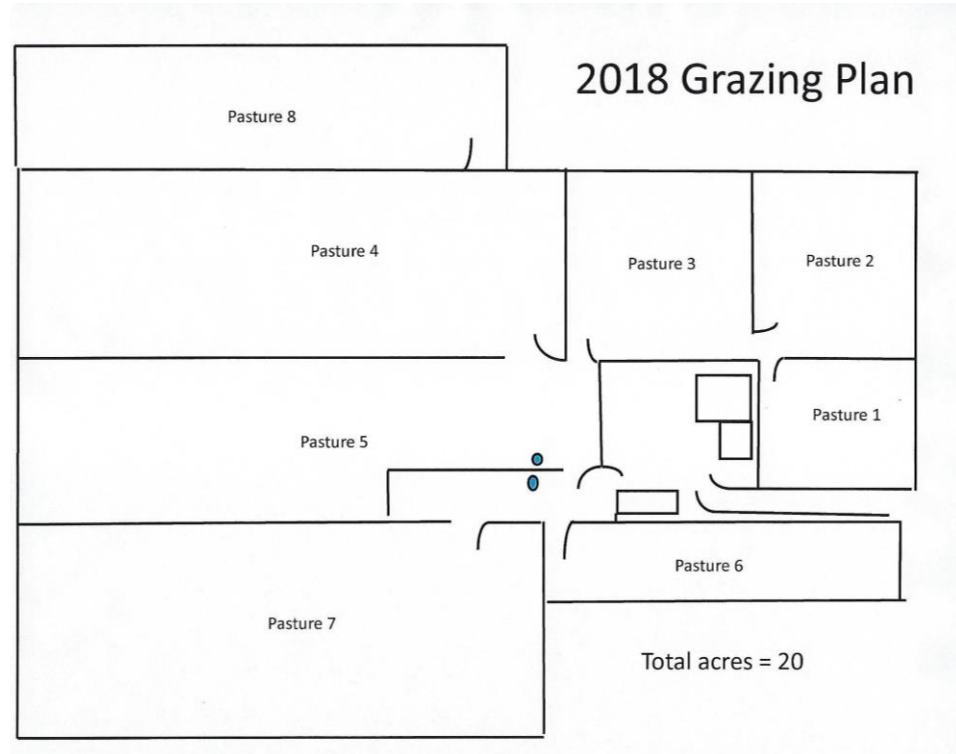 2018 Grazing Plan
Pasture 8
Pasture 4
Pasture 3
Pasture 2
Pasture 1
Pasture 5
Pasture 6
Pasture 7
Total acres = 20